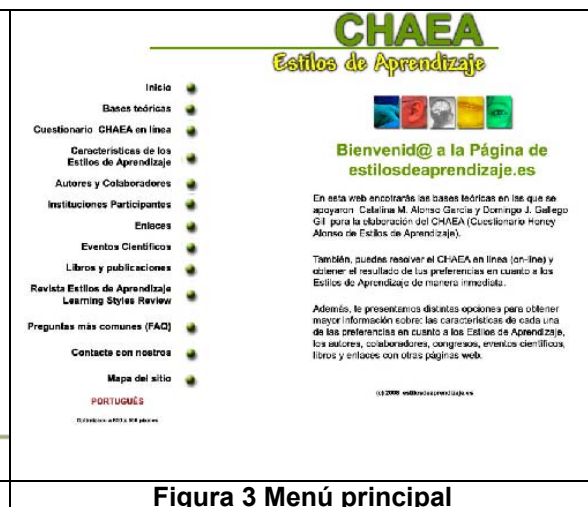 CHAEA
Estilos de Aprendizaje
Inicio
Bases teóricas
Cuestionario CHAEA en línea
Características de los
Estilos de Aprendizaje
Autores y Colaboradores
Instituciones Participantes
Enlaces
Eventos Científicos
Libros y publicaciones
Revista Estilos de Aprendizaje
Learning Styles Review
Preguntas más comunes (FAQ)
Contacte con nostros
Mapa del sitio
PORTUGUÊS
Bienvenid@ a la Página de
estilosdeaprendizaje.es
En esta web encotrarás las bases teóricas en las que se
apoyaron Catalina M. Alonso García y Domingo J. Gallego
Gil para la elaboración del CHAEA (Cuestionario Honey
Alonso de Estilos de Aprendizaje).
También, puedes resolver el CHAEA en línea (on-line) y
obtener el resultado de tus preferencias en cuanto a los
Estilos de Aprendizaje de manera inmediata.
Además, te presentamos distintas opciones para obtener
mayor información sobre: las características de cada una
de las preferencias en cuanto a los Estilos de Aprendizaje,
los autores, colaboradores, congresos, eventos científicos,
libros y enlaces con otras páginas web.
(c) 2006 estilosdeaprendizaje.es
Figura 3 Menú principal